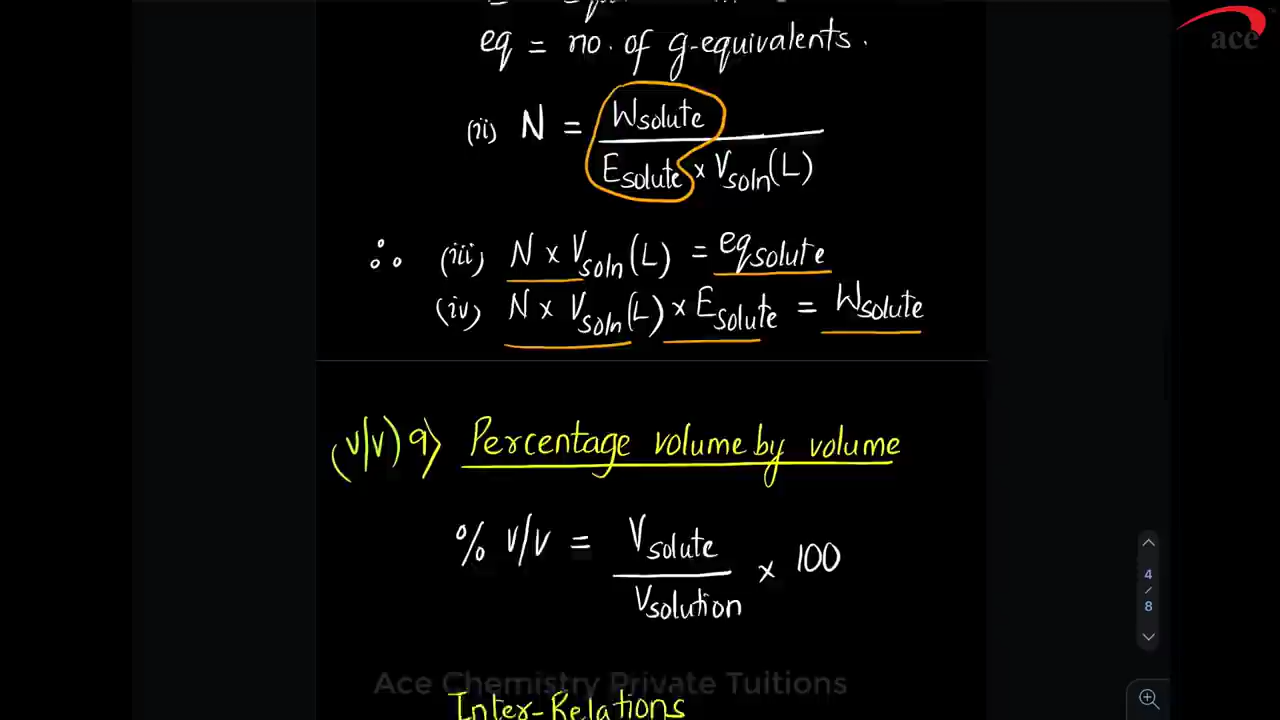 ace
eq = no. of g-equivalents.
(ii) N = Wsolute / Esolute × Vsoln(L)
∴ (iii) N × Vsoln(L) = eqsolute
(iv) N × Vsoln(L) × Esolute = Wsolute
(v/v) 9> Percentage volume by volume
% v/v = Vsolute / Vsolution × 100
4
/
8
Ace Chemistry Private Tuitions
Inter-Relations